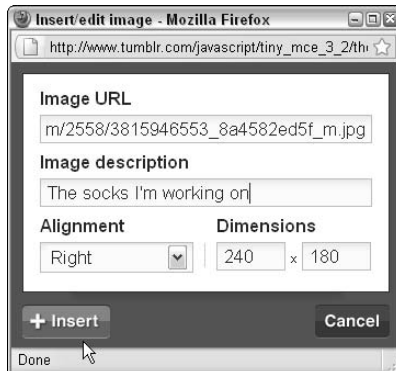 Insert/edit image - Mozilla Firefox
http://www.tumblr.com/javascript/tiny_mce_3_2/th
Image URL
m/2558/3815946553_8a4582ed5f_m.jpg
Image description
The socks I'm working on
Alignment Dimensions
Right 240 x 180
+ Insert Cancel
Done